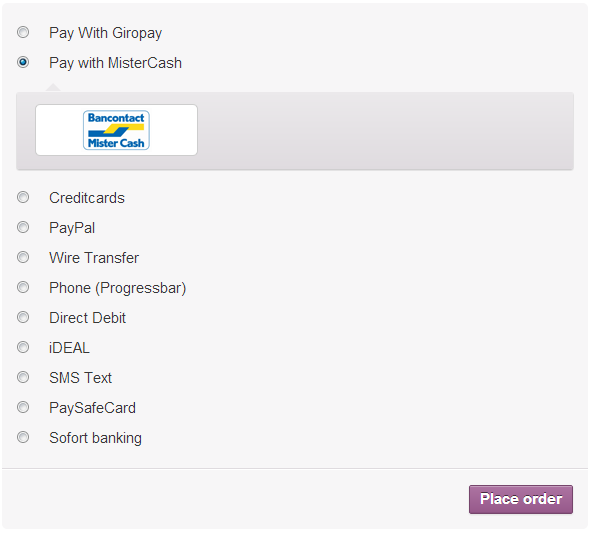 Pay With Giropay
Pay with MisterCash
Bancontact
Mister Cash
Creditcards
PayPal
Wire Transfer
Phone (Progressbar)
Direct Debit
iDEAL
SMS Text
PaySafeCard
Sofort banking
Place order